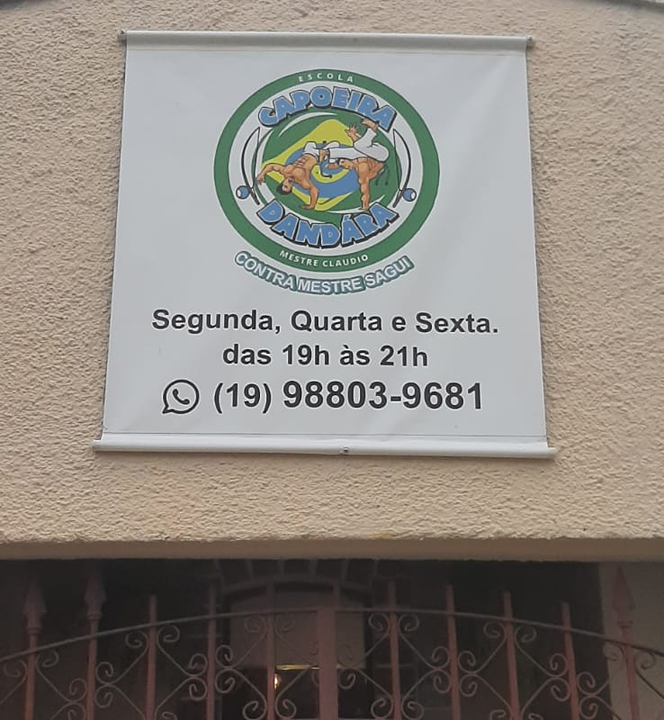 ESCOLA
CAPOEIRA
DANDÁRA
MESTRE CLAUDIO
CONTRA MESTRE SAGUI
Segunda, Quarta e Sexta.
das 19h às 21h
(19) 98803-9681